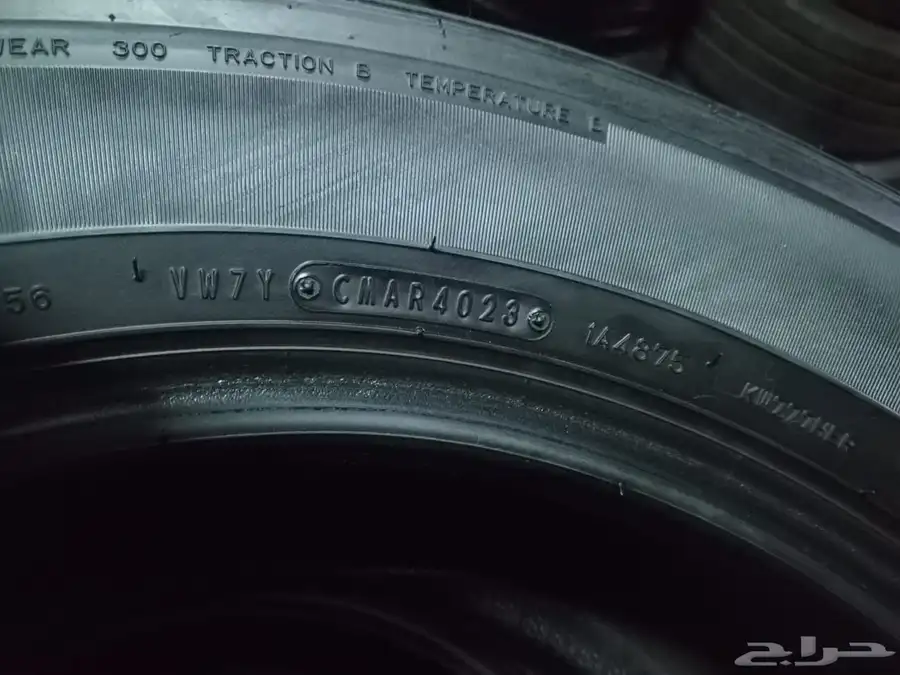 WEAR 300 TRACTION B TEMPERATURE B
56 VW7Y CMAR4023 1A4875
حراج